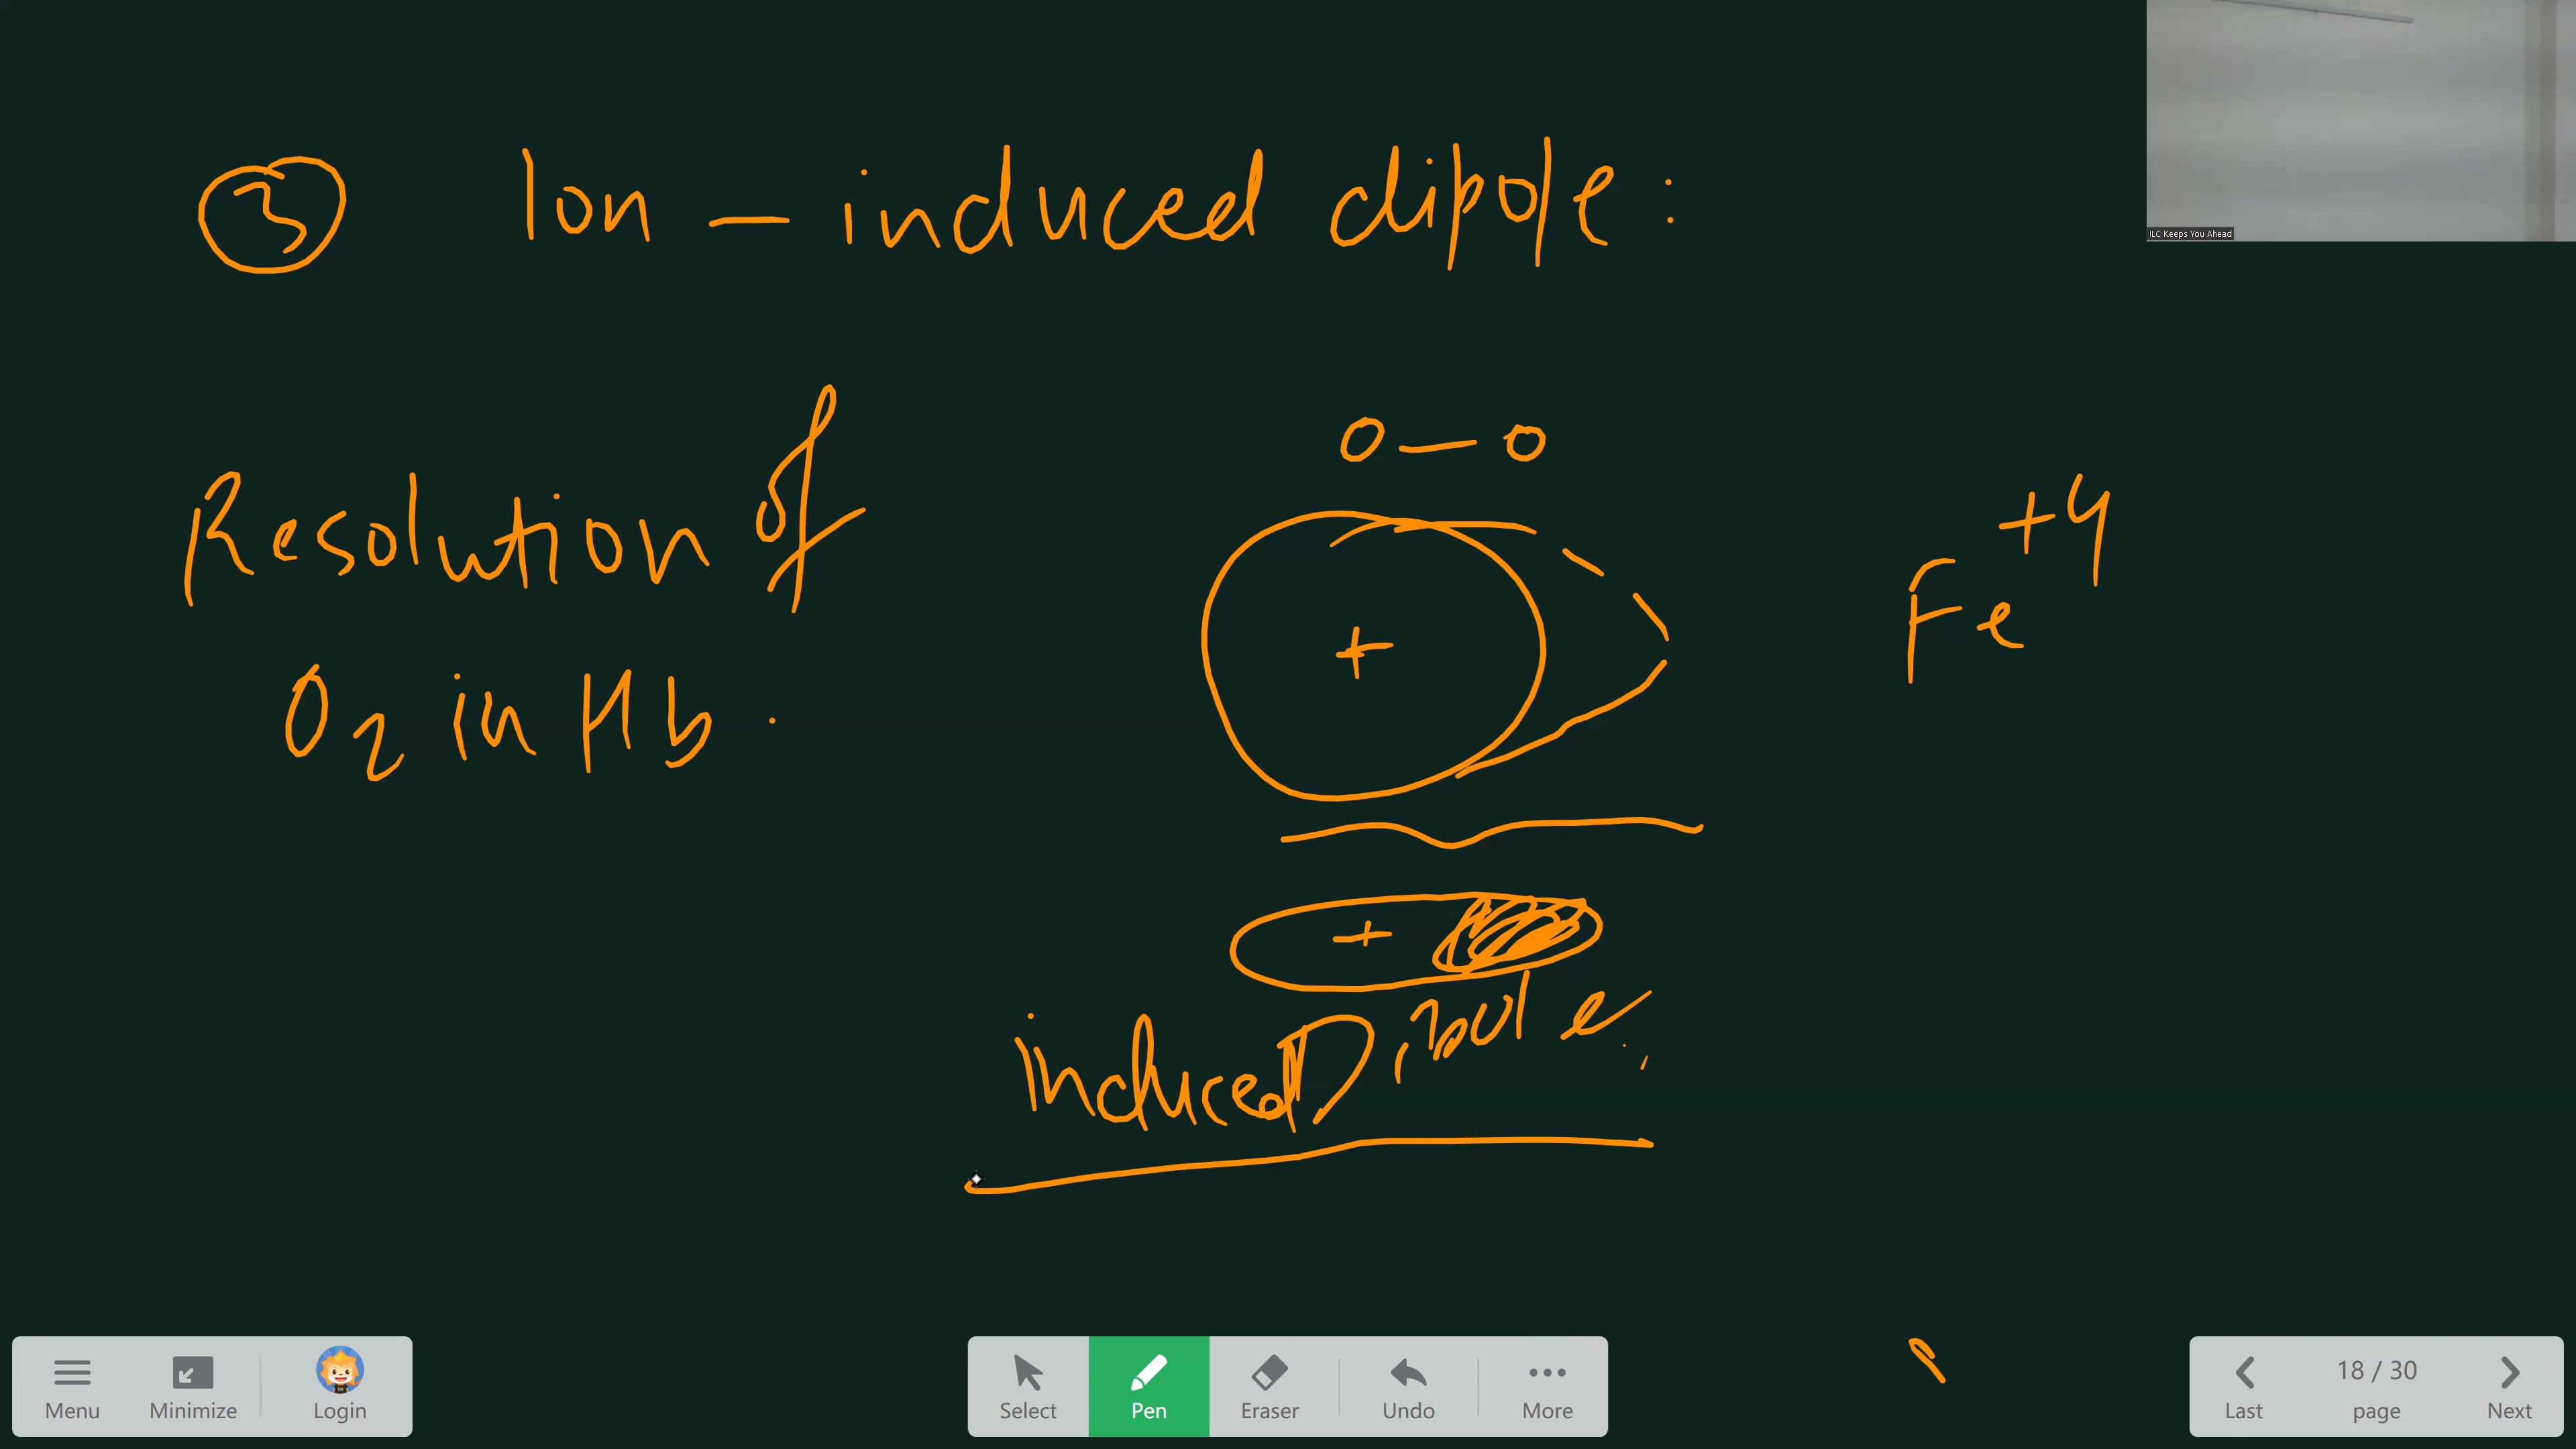 3 Ion - induced dipole:
ILC Keeps You Ahead
O - O
Resolution of
O2 in Hb.
+
Fe+4
+
induced Dipole
Menu Minimize Login
Select Pen Eraser Undo More
Last 18 / 30 page Next